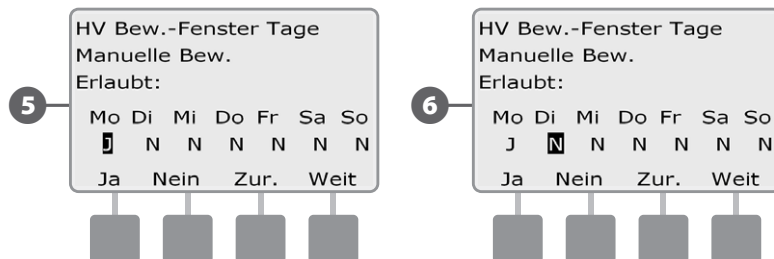 5
HV Bew.-Fenster Tage
Manuelle Bew.
Erlaubt:
Mo Di Mi Do Fr Sa So
J N N N N N N
Ja Nein Zur. Weit
6
HV Bew.-Fenster Tage
Manuelle Bew.
Erlaubt:
Mo Di Mi Do Fr Sa So
J N N N N N N
Ja Nein Zur. Weit